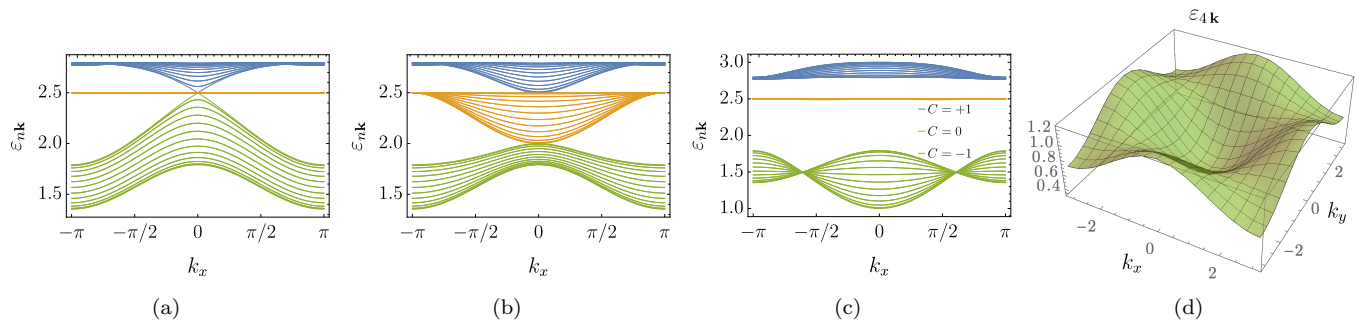 2.5
2.0
1.5
ε_{n𝐤}
−π
−π/2
0
π/2
π
k_x
(a)
2.5
2.0
1.5
ε_{n𝐤}
−π
−π/2
0
π/2
π
k_x
(b)
3.0
2.5
2.0
1.5
1.0
ε_{n𝐤}
− C = +1
− C = 0
− C = −1
−π
−π/2
0
π/2
π
k_x
(c)
ε_{4 𝐤}
1.2
1.0
0.8
0.6
0.4
−2
0
2
k_x
2
0
−2
k_y
(d)